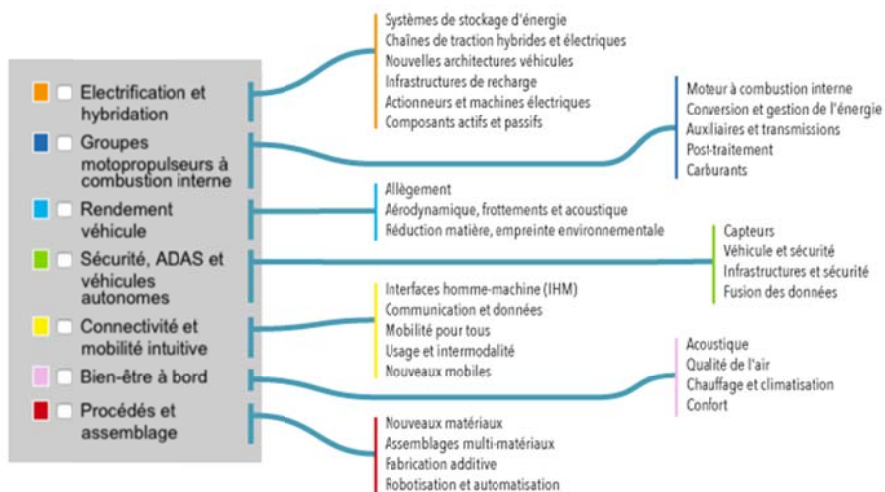 Electrification et
hybridation
Systèmes de stockage d'énergie
Chaînes de traction hybrides et électriques
Nouvelles architectures véhicules
Infrastructures de recharge
Actionneurs et machines électriques
Composants actifs et passifs
Groupes
motopropulseurs à
combustion interne
Moteur à combustion interne
Conversion et gestion de l'énergie
Auxiliaires et transmissions
Post-traitement
Carburants
Rendement
véhicule
Allègement
Aérodynamique, frottements et acoustique
Réduction matière, empreinte environnementale
Sécurité, ADAS et
véhicules
autonomes
Capteurs
Véhicule et sécurité
Infrastructures et sécurité
Fusion des données
Connectivité et
mobilité intuitive
Interfaces homme-machine (IHM)
Communication et données
Mobilité pour tous
Usage et intermodalité
Nouveaux mobiles
Bien-être à bord
Acoustique
Qualité de l'air
Chauffage et climatisation
Confort
Procédés et
assemblage
Nouveaux matériaux
Assemblages multi-matériaux
Fabrication additive
Robotisation et automatisation